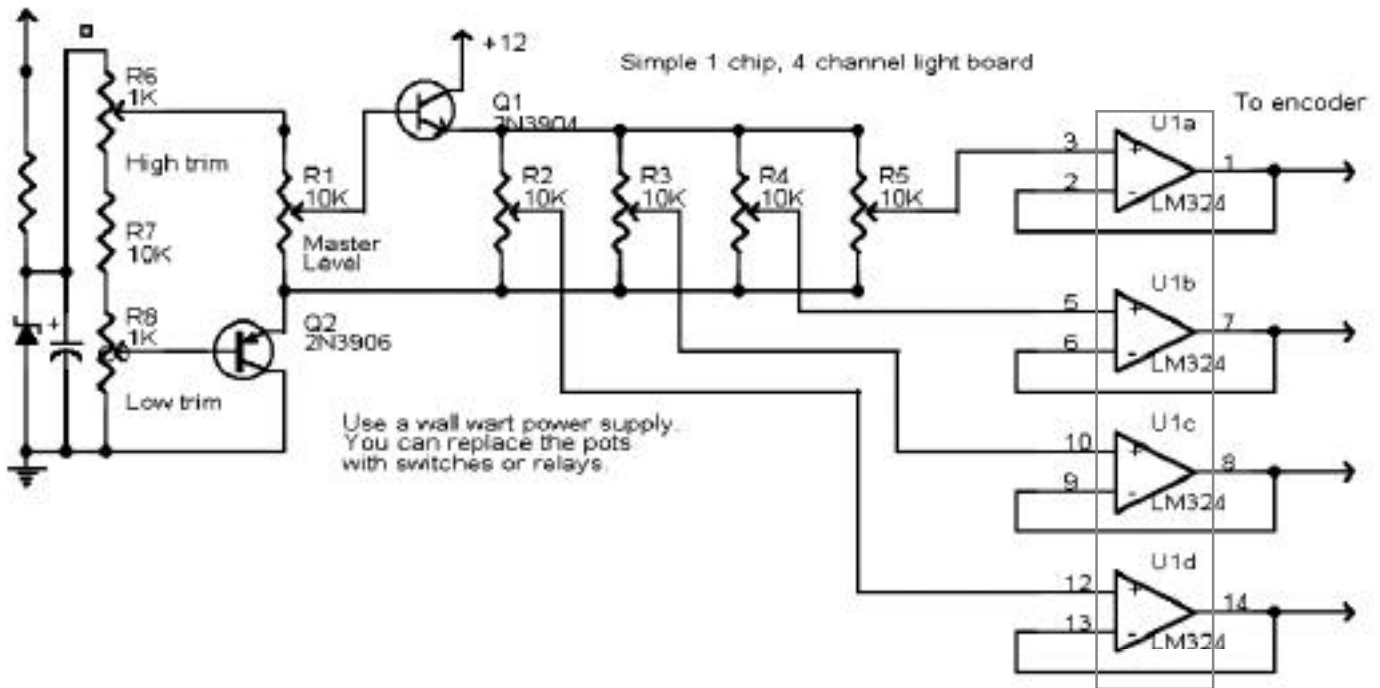 +12
Simple 1 chip, 4 channel light board
To encoder
R6
1K
High trim
R7
10K
R8
1K
Low trim
R1
10K
Master
Level
Q1
2N3904
Q2
2N3906
R2
10K
R3
10K
R4
10K
R5
10K
Use a wall wart power supply.
You can replace the pots
with switches or relays.
U1a
3
+
2
-
1
LM324
U1b
5
+
6
-
7
LM324
U1c
10
+
9
-
8
LM324
U1d
12
+
13
-
14
LM324
+